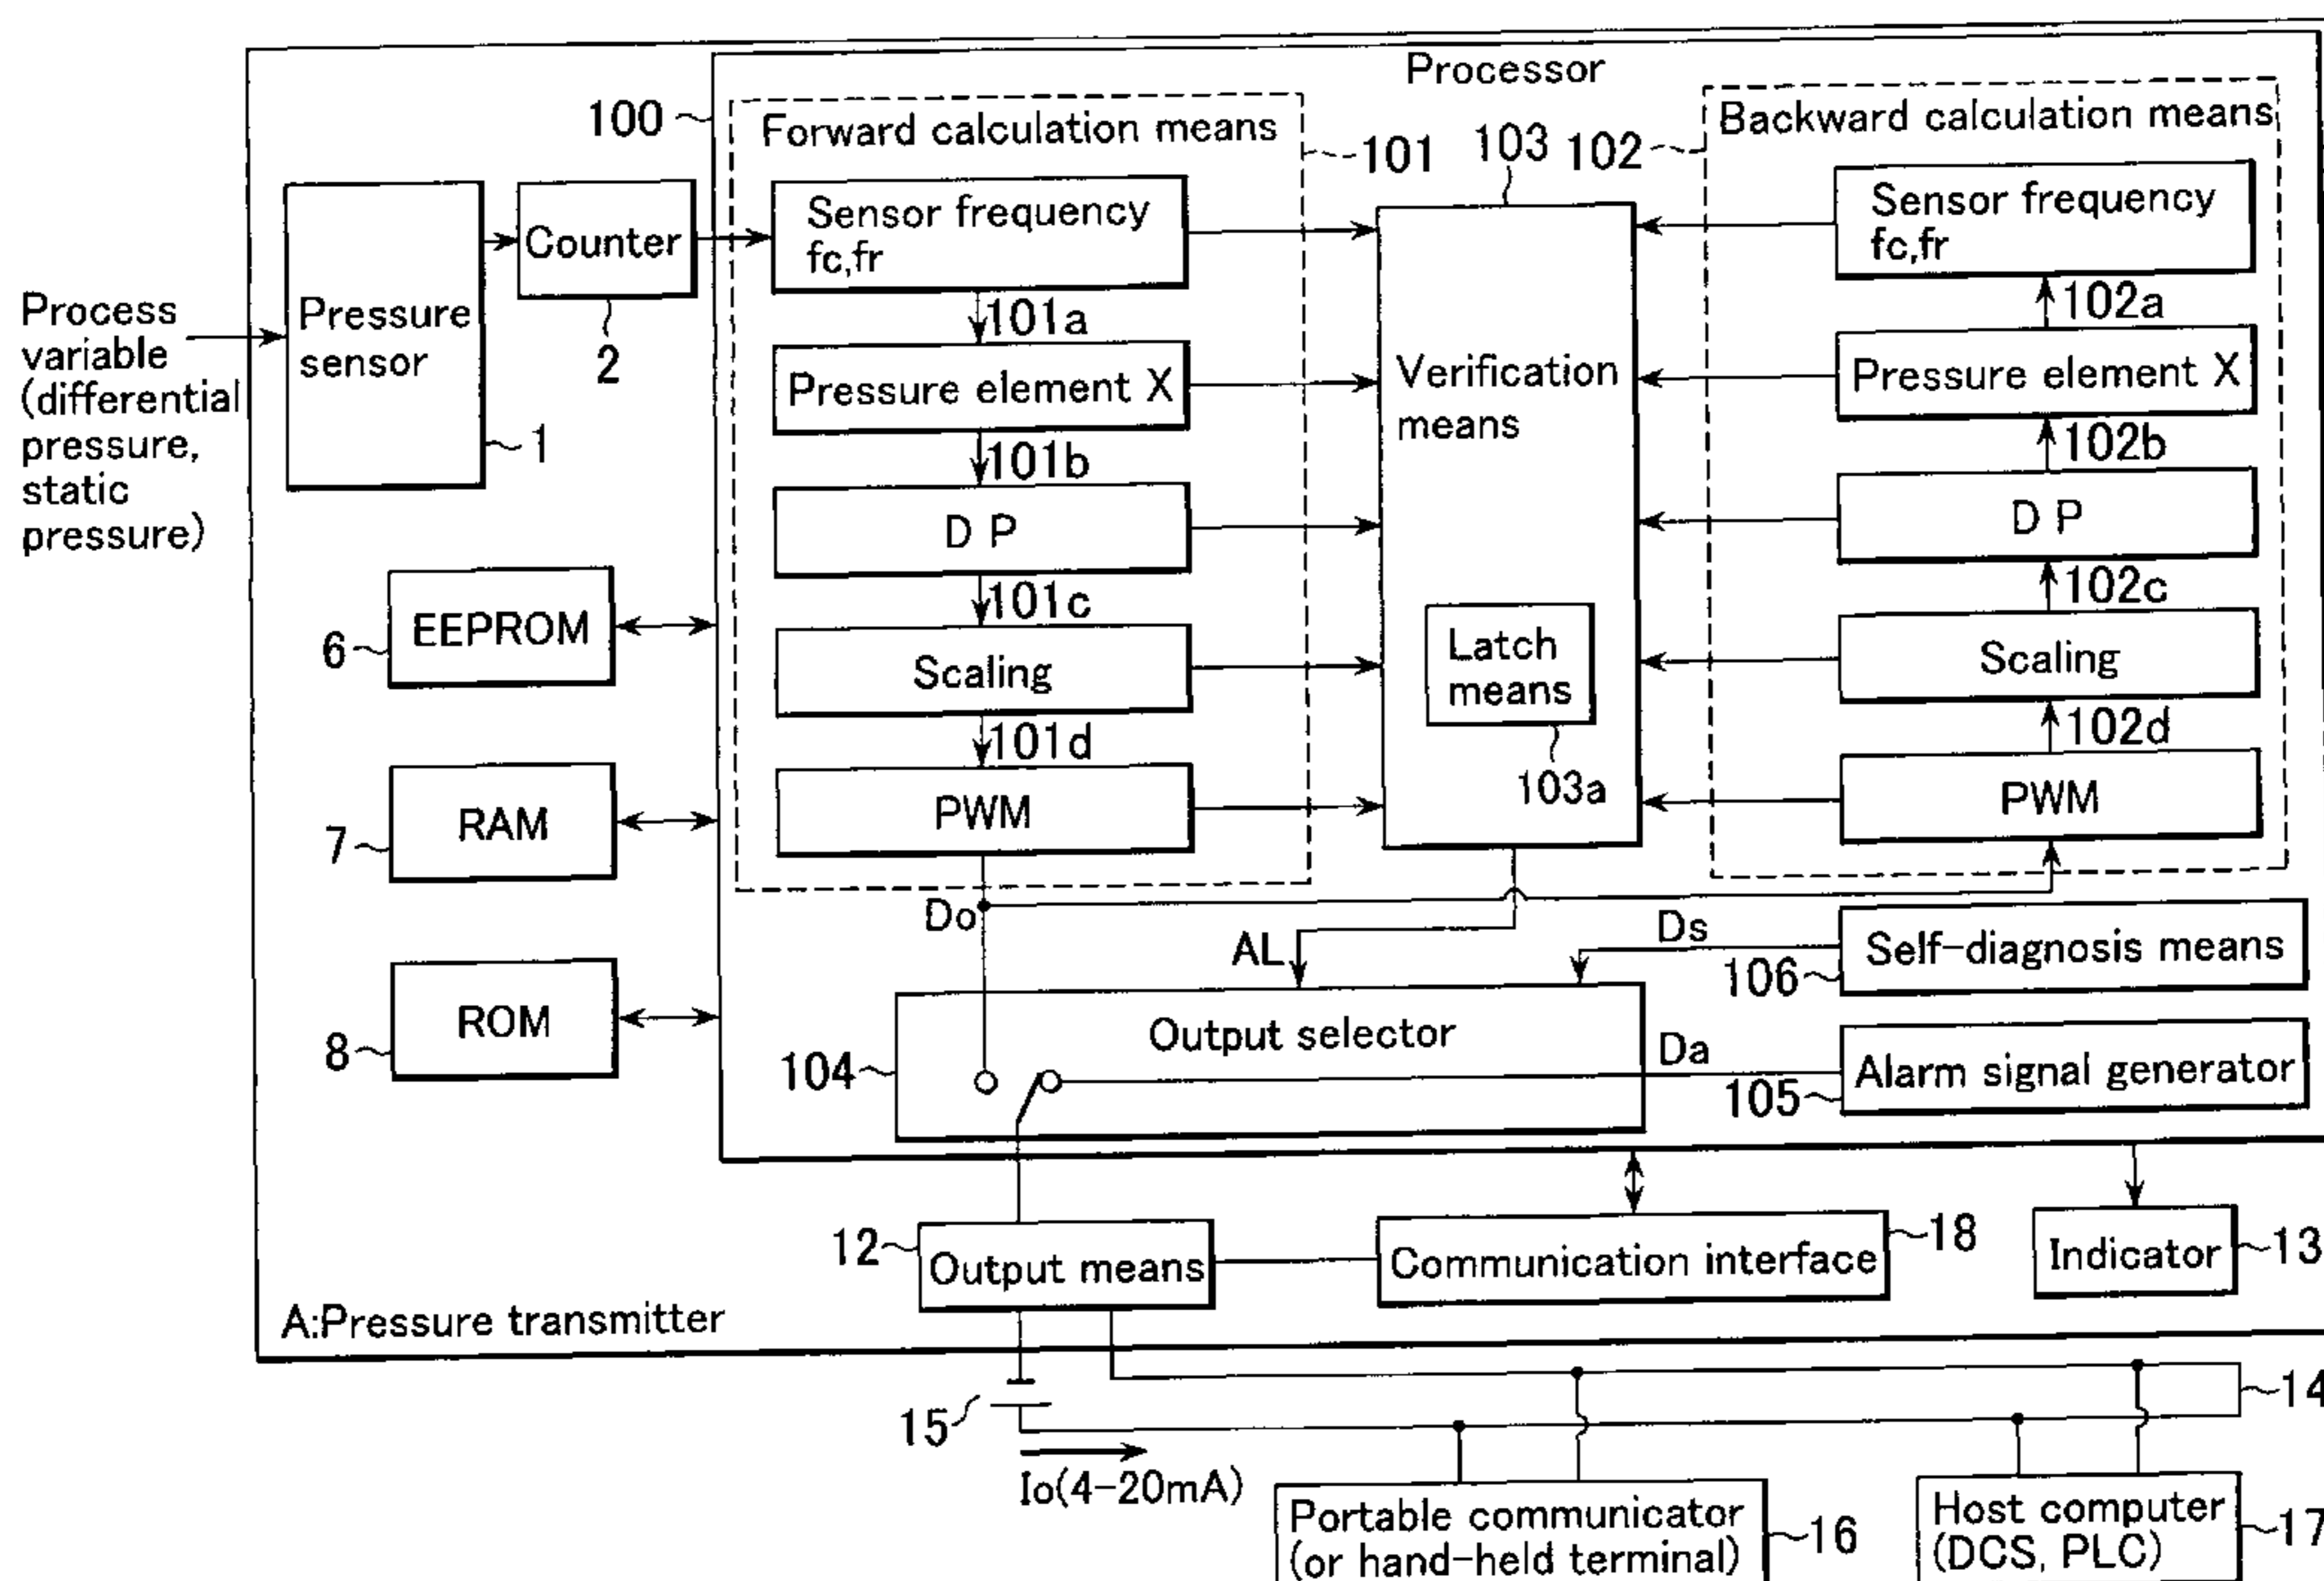 Processor
100
Forward calculation means
101
103
102
Backward calculation means
Process
variable
(differential
pressure,
static
pressure)
Pressure
sensor
1
Counter
2
Sensor frequency
fc,fr
101a
Pressure element X
101b
D P
101c
Scaling
101d
PWM
Verification
means
Latch
means
103a
Sensor frequency
fc,fr
102a
Pressure element X
102b
D P
102c
Scaling
102d
PWM
6
EEPROM
7
RAM
8
ROM
Do
AL
Ds
106
Self-diagnosis means
104
Output selector
Da
105
Alarm signal generator
12
Output means
Communication interface
18
Indicator
13
A:Pressure transmitter
15
14
Io(4-20mA)
Portable communicator
(or hand-held terminal)
16
Host computer
(DCS, PLC)
17